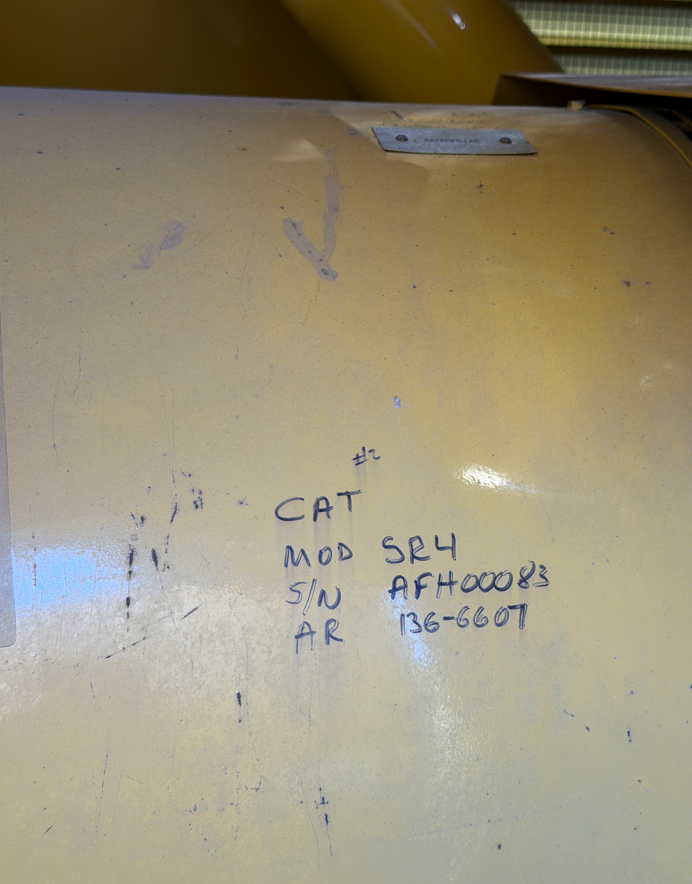 #2
CAT
MOD SR4
S/N AFH00083
AR 136-6607